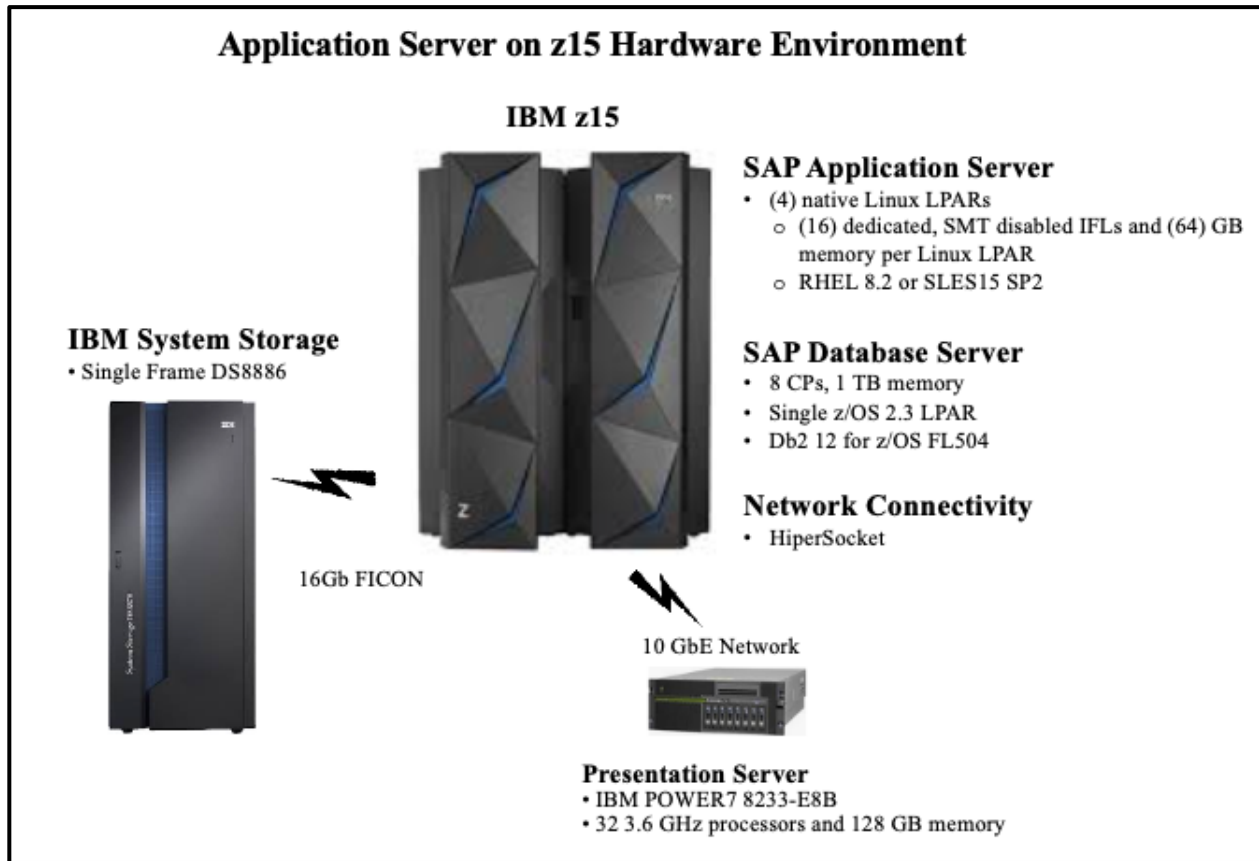 Application Server on z15 Hardware Environment
IBM z15
SAP Application Server
• (4) native Linux LPARs
o (16) dedicated, SMT disabled IFLs and (64) GB
memory per Linux LPAR
o RHEL 8.2 or SLES15 SP2
IBM System Storage
• Single Frame DS8886
SAP Database Server
• 8 CPs, 1 TB memory
• Single z/OS 2.3 LPAR
• Db2 12 for z/OS FL504
Network Connectivity
• HiperSocket
Z
16Gb FICON
10 GbE Network
Presentation Server
• IBM POWER7 8233-E8B
• 32 3.6 GHz processors and 128 GB memory